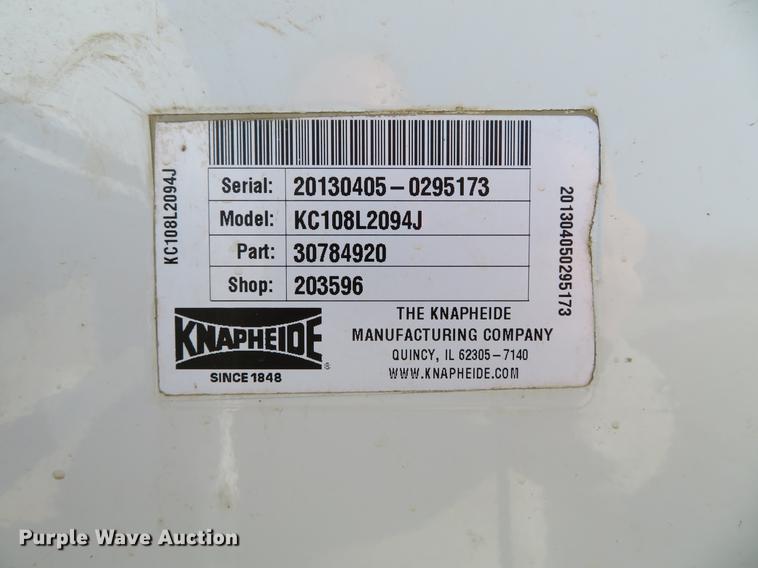 KC108L2094J
Serial: 20130405-0295173
Model: KC108L2094J
Part: 30784920
Shop: 203596
201304050295173
KNAPHEIDE
®
SINCE 1848
THE KNAPHEIDE
MANUFACTURING COMPANY
QUINCY, IL 62305-7140
WWW.KNAPHEIDE.COM
Purple Wave Auction